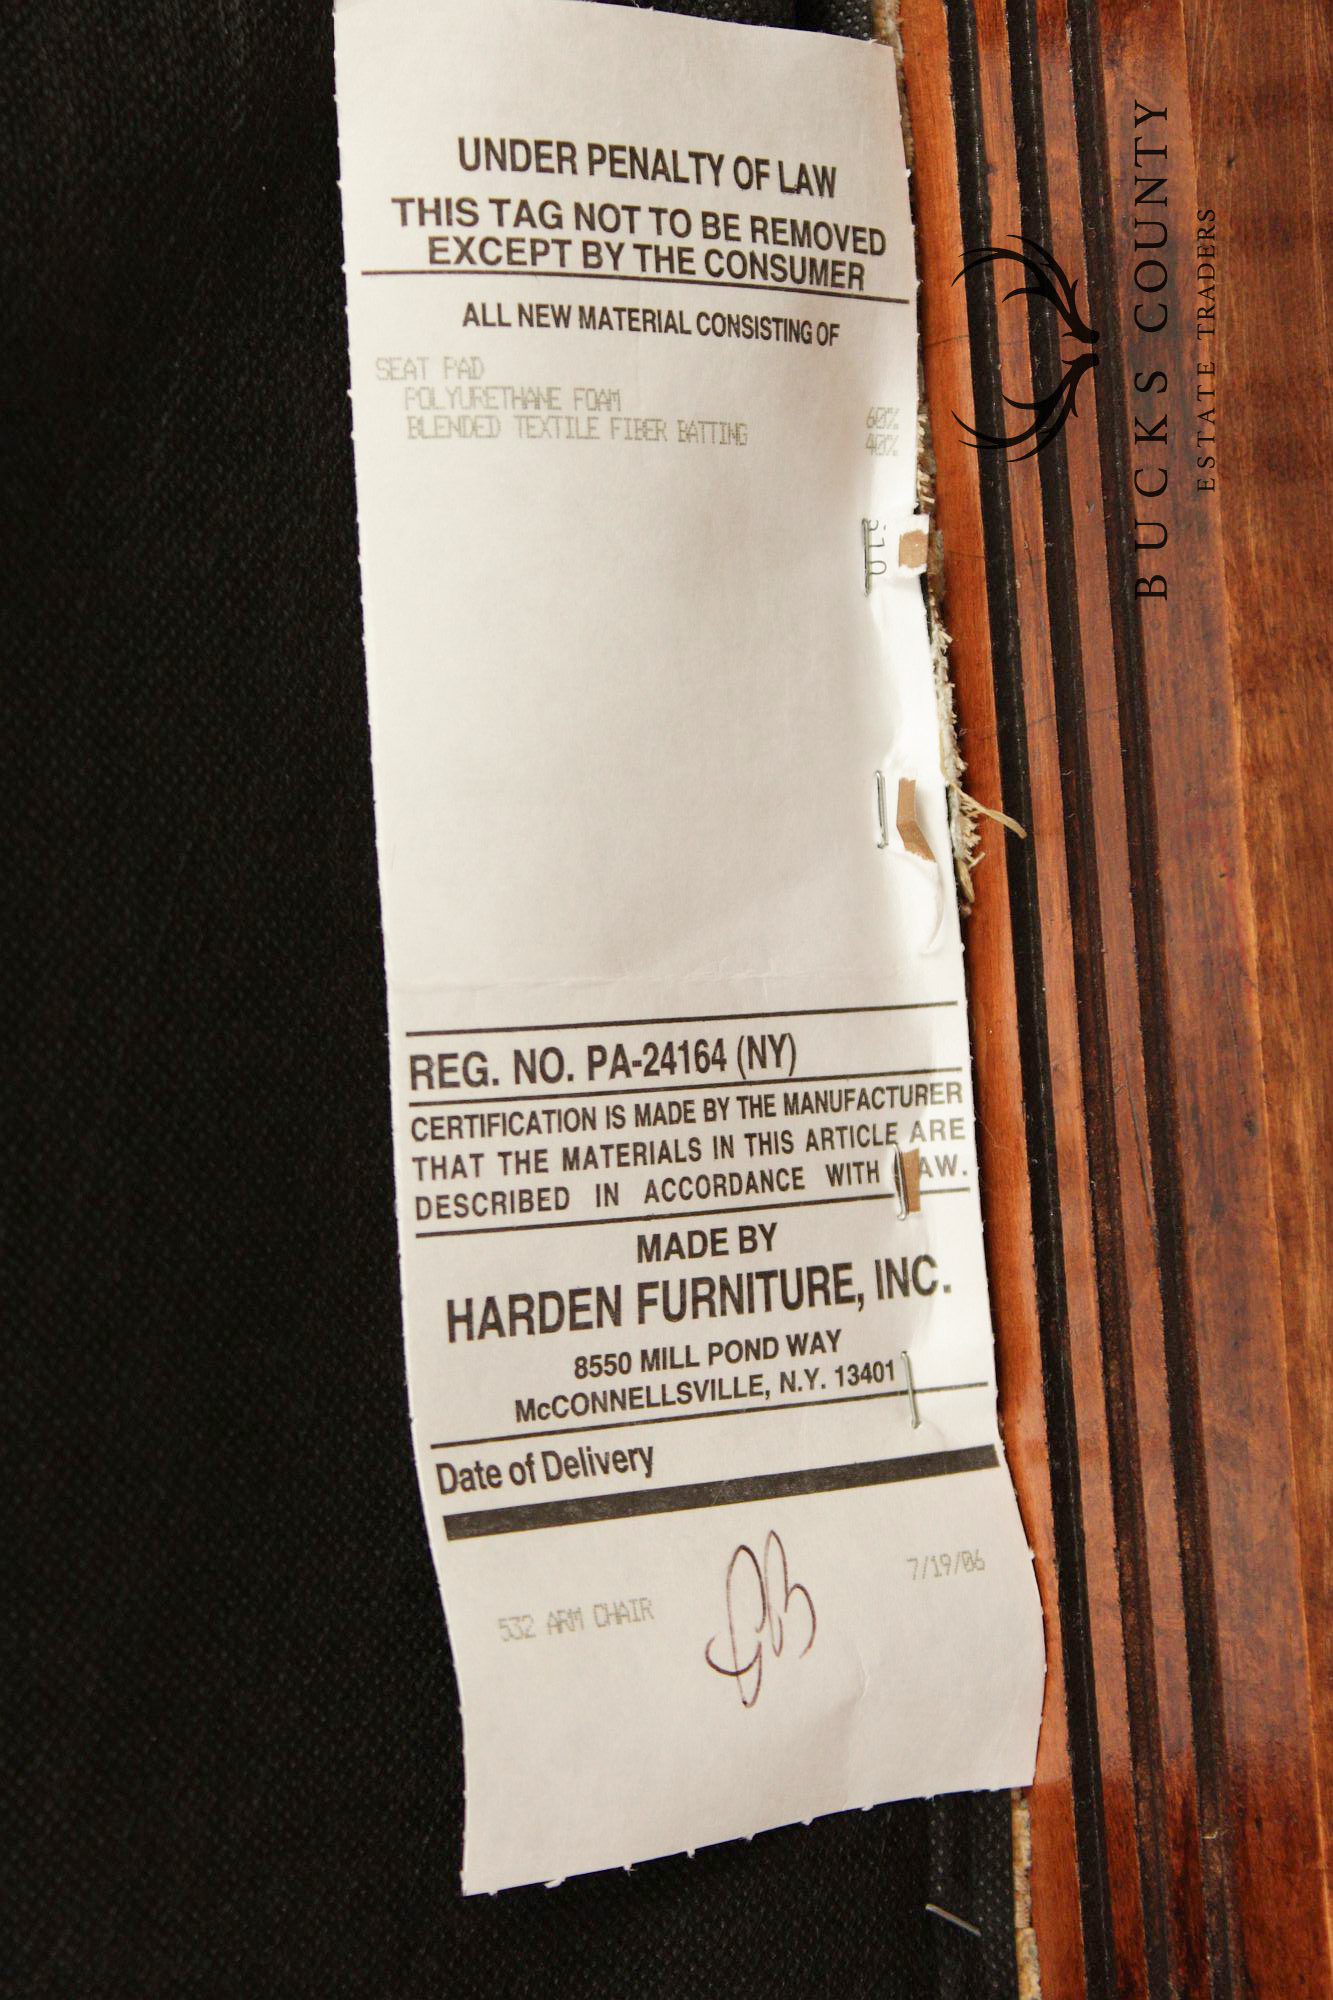 UNDER PENALTY OF LAW
THIS TAG NOT TO BE REMOVED
EXCEPT BY THE CONSUMER
ALL NEW MATERIAL CONSISTING OF
SEAT PAD
POLYURETHANE FOAM 60%
BLENDED TEXTILE FIBER BATTING 40%
REG. NO. PA-24164 (NY)
CERTIFICATION IS MADE BY THE MANUFACTURER
THAT THE MATERIALS IN THIS ARTICLE ARE
DESCRIBED IN ACCORDANCE WITH AW.
MADE BY
HARDEN FURNITURE, INC.
8550 MILL POND WAY
McCONNELLSVILLE, N.Y. 13401
Date of Delivery
532 ARM CHAIR 7/19/06
BUCKS COUNTY
ESTATE TRADERS